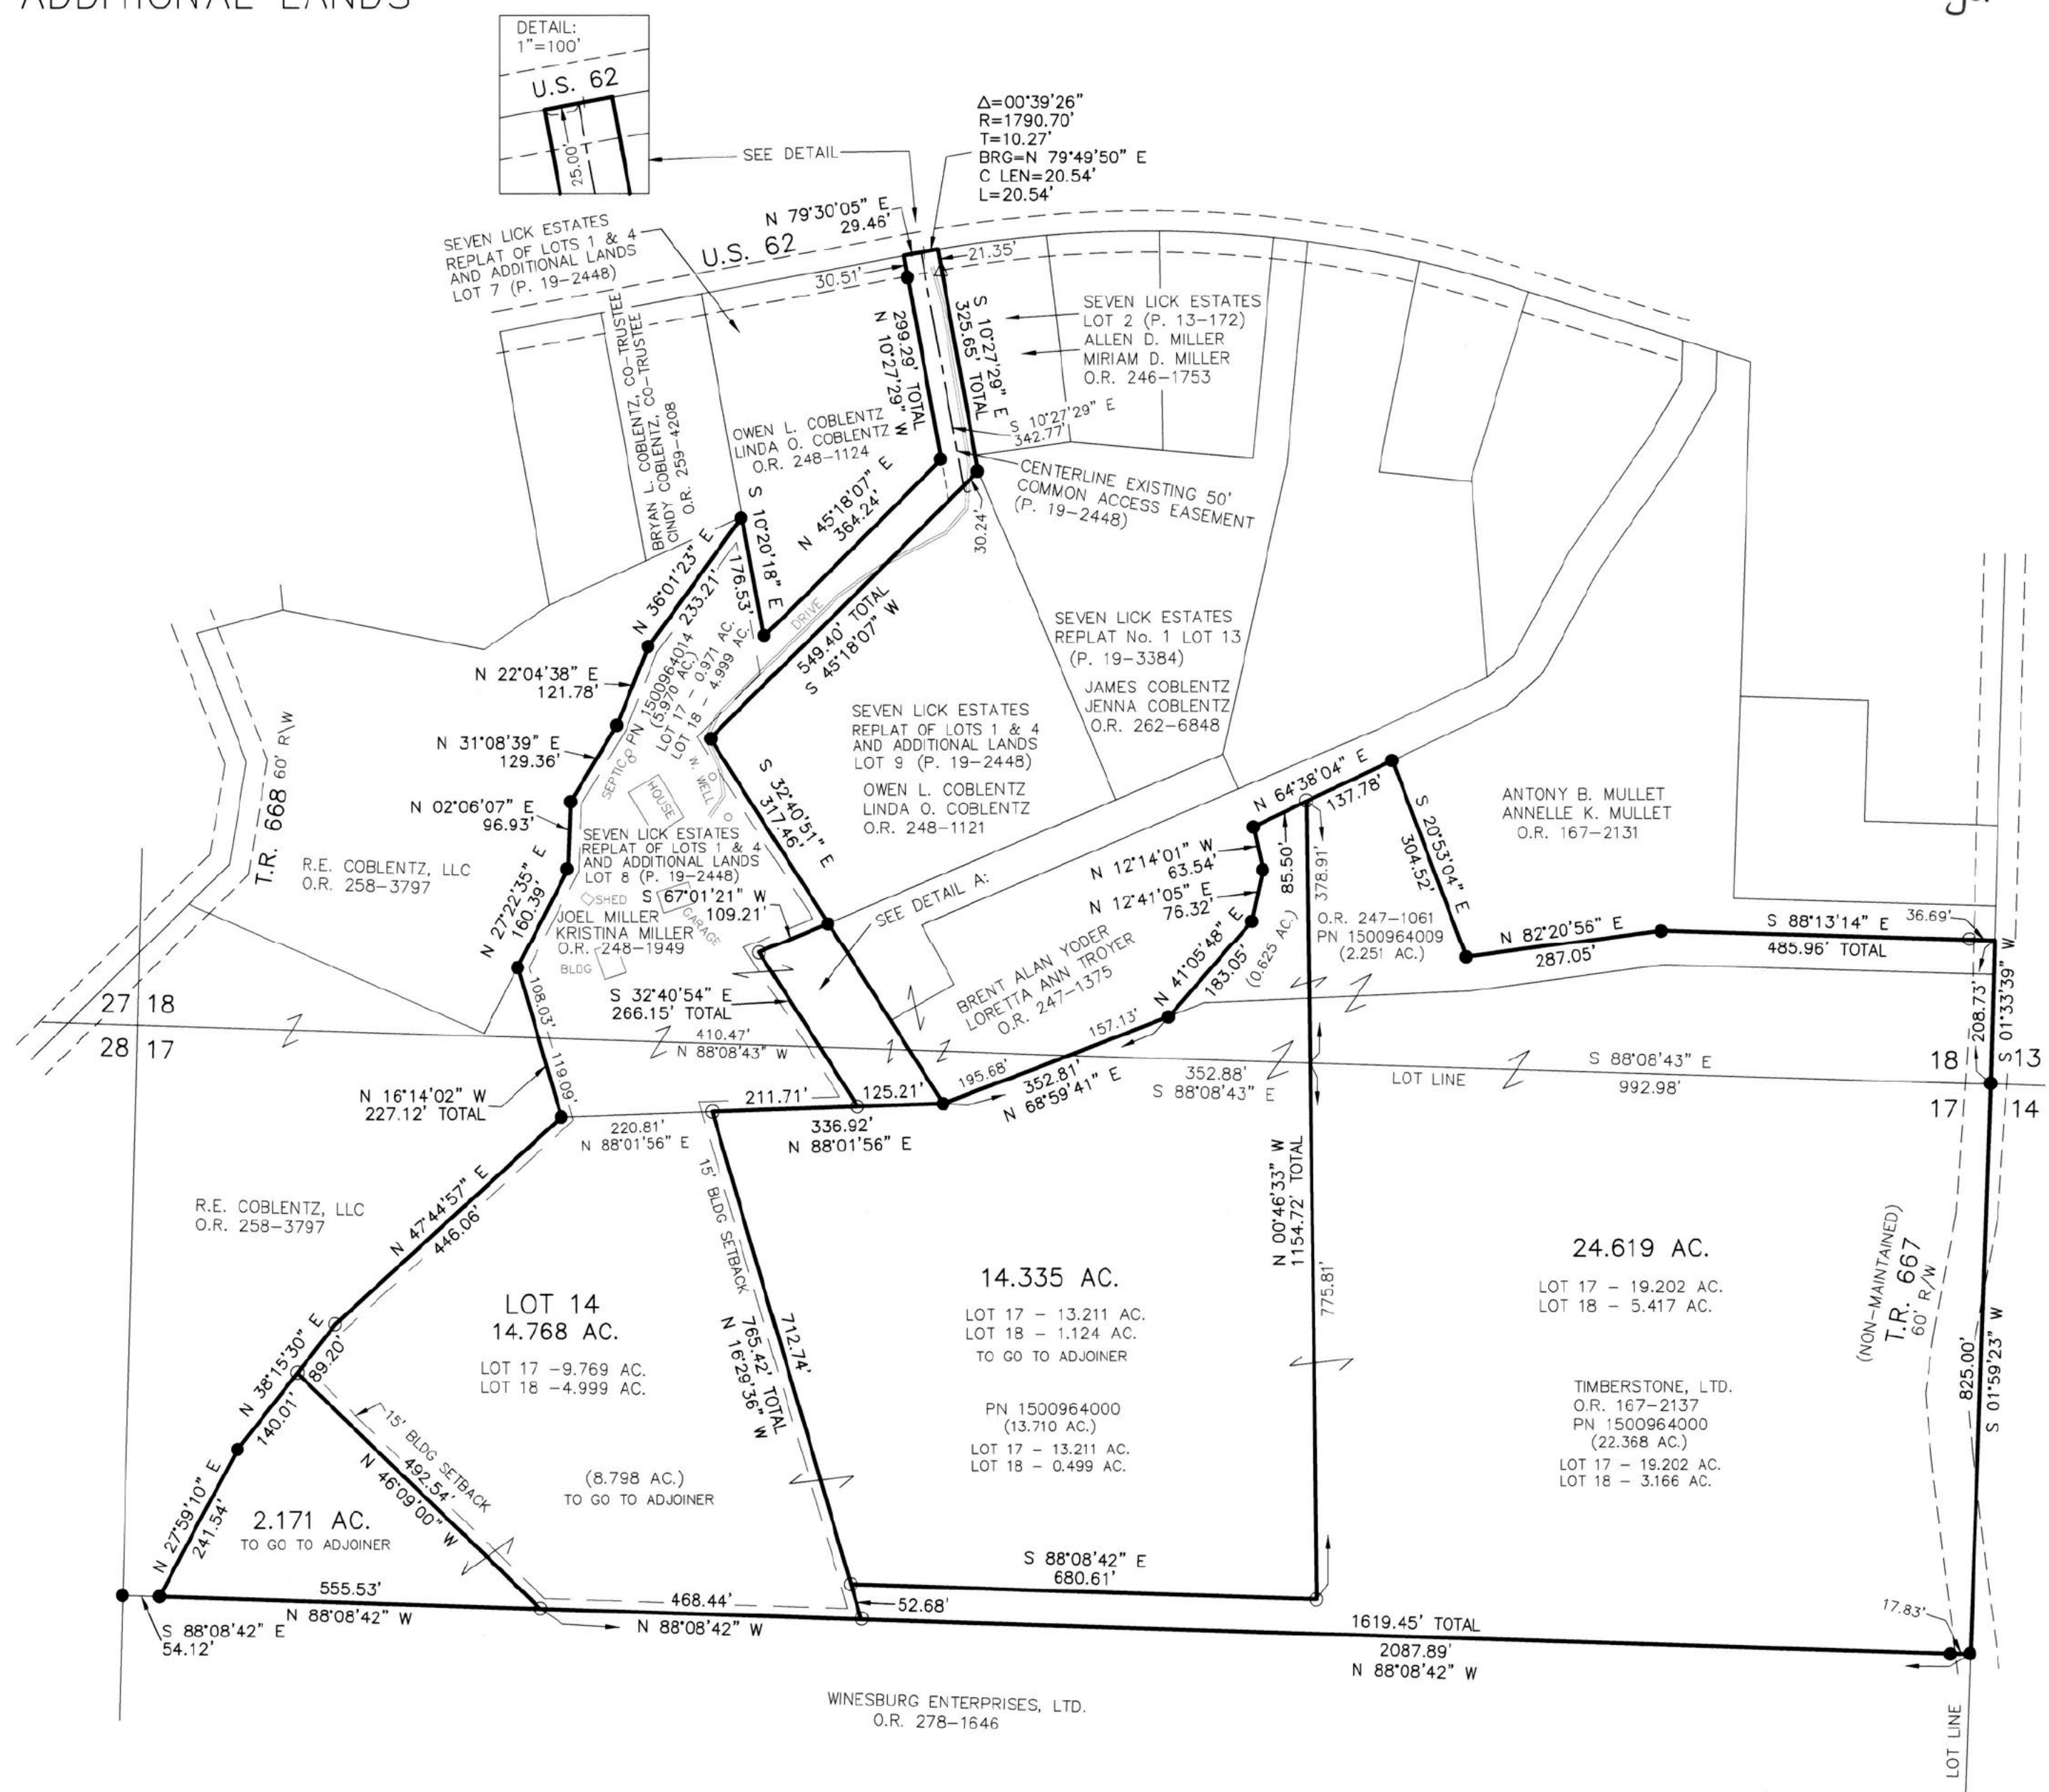 ADDITIONAL LANDS
DETAIL:
1"=100'
U.S. 62
25.00'
SEE DETAIL
Δ=00°39'26"
R=1790.70'
T=10.27'
BRG=N 79°49'50" E
C LEN=20.54'
L=20.54'
N 79°30'05" E
29.46'
U.S. 62
SEVEN LICK ESTATES
REPLAT OF LOTS 1 & 4
AND ADDITIONAL LANDS
LOT 7 (P. 19-2448)
30.51'
21.35'
299.29' TOTAL
N 10°27'29" W
S 10°27'29" E
325.65' TOTAL
SEVEN LICK ESTATES
LOT 2 (P. 13-172)
ALLEN D. MILLER
MIRIAM D. MILLER
O.R. 246-1753
S 10°27'29" E
342.77'
BRYAN L. COBLENTZ, CO-TRUSTEE
CINDY COBLENTZ, CO-TRUSTEE
O.R. 259-4208
OWEN L. COBLENTZ
LINDA O. COBLENTZ
O.R. 248-1124
CENTERLINE EXISTING 50'
COMMON ACCESS EASEMENT
(P. 19-2448)
30.24'
N 45°18'07" E
364.24'
S 10°20'18" E
176.53'
N 36°01'23" E
233.21'
DRIVE
549.40' TOTAL
S 45°18'07" W
N 22°04'38" E
121.78'
PN 1500964014
(5.970 AC.)
LOT 17 - 0.971 AC.
LOT 18 - 4.999 AC.
N 31°08'39" E
129.36'
SEPTIC
W. WELL
HOUSE
N 02°06'07" E
96.93'
S 32°40'51" E
317.46'
SEVEN LICK ESTATES
REPLAT OF LOTS 1 & 4
AND ADDITIONAL LANDS
LOT 9 (P. 19-2448)
OWEN L. COBLENTZ
LINDA O. COBLENTZ
O.R. 248-1121
SEVEN LICK ESTATES
REPLAT No. 1 LOT 13
(P. 19-3384)
JAMES COBLENTZ
JENNA COBLENTZ
O.R. 262-6848
T.R. 668 60' R\W
R.E. COBLENTZ, LLC
O.R. 258-3797
SEVEN LICK ESTATES
REPLAT OF LOTS 1 & 4
AND ADDITIONAL LANDS
LOT 8 (P. 19-2448)
SHED
S 67°01'21" W
109.21'
GARAGE
JOEL MILLER
KRISTINA MILLER
O.R. 248-1949
BLDG
N 27°22'35" E
160.39'
SEE DETAIL A:
N 64°38'04" E
137.78'
N 12°14'01" W
63.54'
N 12°41'05" E
76.32'
85.50'
378.91'
S 20°53'04" E
304.52'
ANTONY B. MULLET
ANNELLE K. MULLET
O.R. 167-2131
O.R. 247-1061
PN 1500964009
(2.251 AC.)
N 82°20'56" E
287.05'
S 88°13'14" E
485.96' TOTAL
36.69'
BRENT ALAN YODER
LORETTA ANN TROYER
O.R. 247-1375
N 41°05'48" E
183.05'
(0.625 AC.)
208.73'
S 01°33'39" W
27 18
28 17
108.03'
119.09'
S 32°40'54" E
266.15' TOTAL
410.47'
N 88°08'43" W
157.13'
195.68'
352.81'
N 68°59'41" E
352.88'
S 88°08'43" E
LOT LINE
S 88°08'43" E
992.98'
18 13
17 14
N 16°14'02" W
227.12' TOTAL
220.81'
N 88°01'56" E
211.71'
125.21'
336.92'
N 88°01'56" E
R.E. COBLENTZ, LLC
O.R. 258-3797
N 47°44'57" E
446.06'
15' BLDG SETBACK
N 00°46'33" W
1154.72' TOTAL
775.81'
14.335 AC.
LOT 17 - 13.211 AC.
LOT 18 - 1.124 AC.
TO GO TO ADJOINER
PN 1500964000
(13.710 AC.)
LOT 17 - 13.211 AC.
LOT 18 - 0.499 AC.
24.619 AC.
LOT 17 - 19.202 AC.
LOT 18 - 5.417 AC.
TIMBERSTONE, LTD.
O.R. 167-2137
PN 1500964000
(22.368 AC.)
LOT 17 - 19.202 AC.
LOT 18 - 3.166 AC.
(NON-MAINTAINED)
T.R. 667
60' R/W
825.00'
S 01°59'23" W
LOT 14
14.768 AC.
LOT 17 -9.769 AC.
LOT 18 -4.999 AC.
712.74'
765.42' TOTAL
N 16°29'36" W
N 38°15'30" E
89.20'
140.01'
15' BLDG SETBACK
492.54'
N 46°09'00" W
(8.798 AC.)
TO GO TO ADJOINER
N 27°59'10" E
241.54'
2.171 AC.
TO GO TO ADJOINER
555.53'
N 88°08'42" W
S 88°08'42" E
54.12'
468.44'
N 88°08'42" W
52.68'
S 88°08'42" E
680.61'
1619.45' TOTAL
2087.89'
N 88°08'42" W
17.83'
WINESBURG ENTERPRISES, LTD.
O.R. 278-1646
LOT LINE